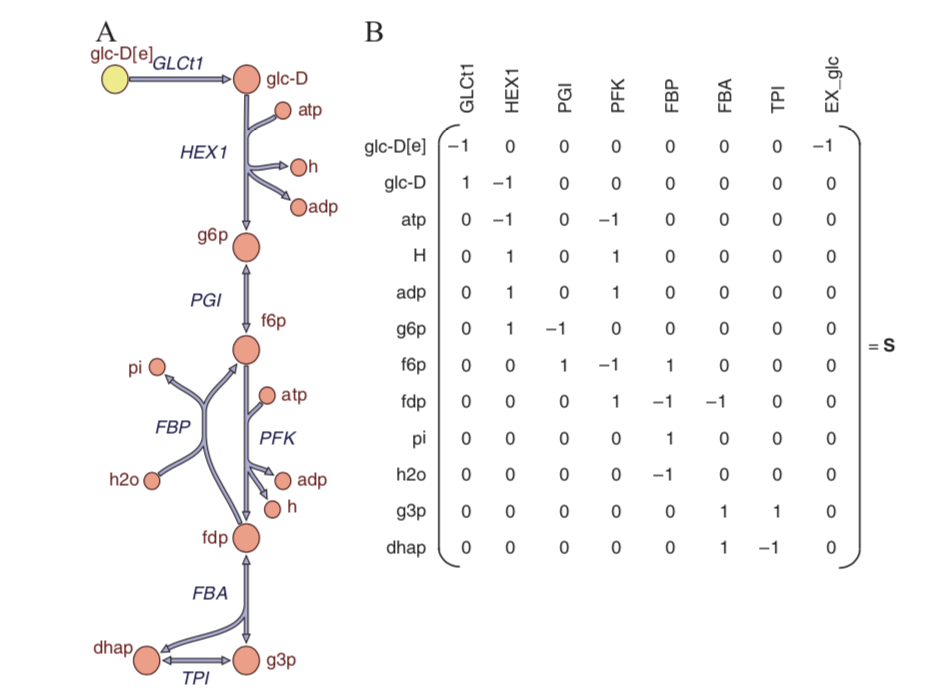 A
glc-D[e]
GLCt1
glc-D
atp
HEX1
h
adp
g6p
PGI
f6p
pi
atp
FBP
PFK
h2o
adp
h
fdp
FBA
dhap
g3p
TPI
B
GLCt1 HEX1 PGI PFK FBP FBA TPI EX_glc
glc-D[e] –1 0 0 0 0 0 0 –1
glc-D 1 –1 0 0 0 0 0 0
atp 0 –1 0 –1 0 0 0 0
H 0 1 0 1 0 0 0 0
adp 0 1 0 1 0 0 0 0
g6p 0 1 –1 0 0 0 0 0
f6p 0 0 1 –1 1 0 0 0
= S
fdp 0 0 0 1 –1 –1 0 0
pi 0 0 0 0 1 0 0 0
h2o 0 0 0 0 –1 0 0 0
g3p 0 0 0 0 0 1 1 0
dhap 0 0 0 0 0 1 –1 0